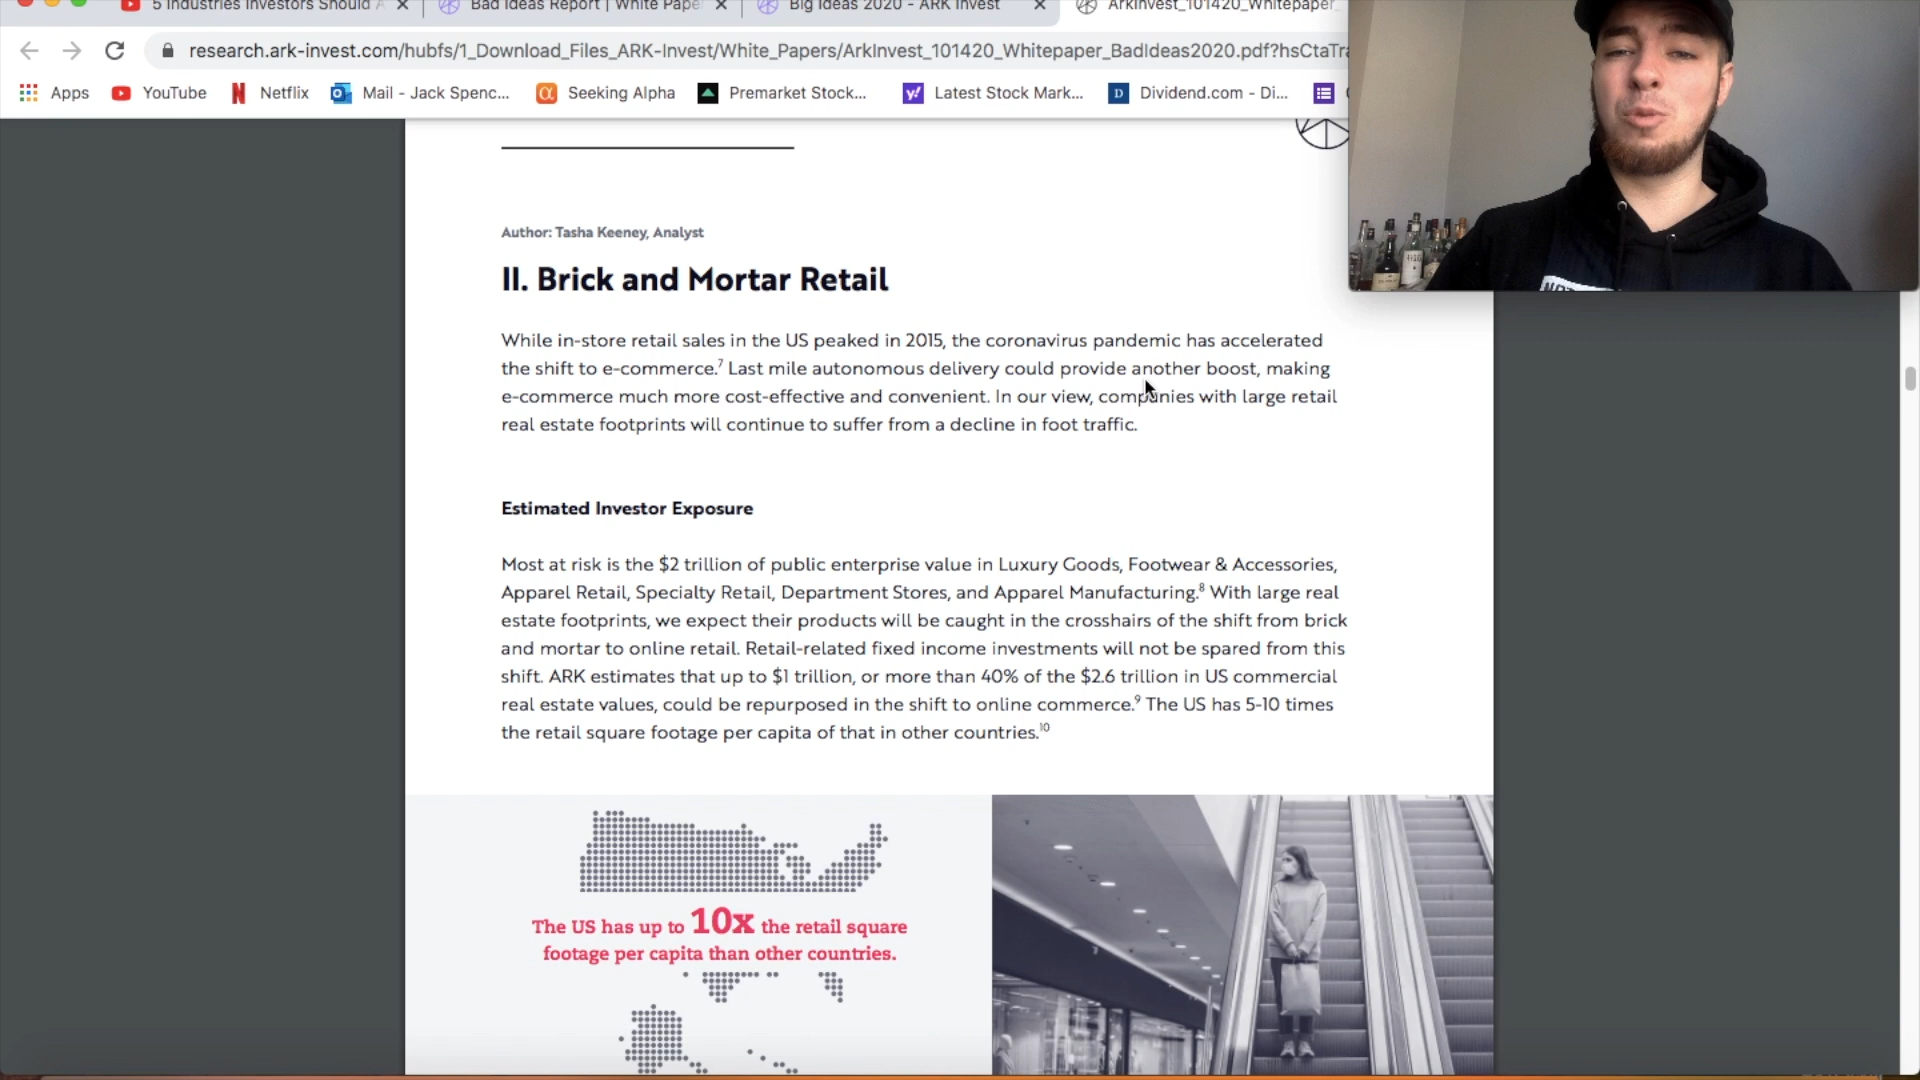 5 Industries Investors Should A
Bad Ideas Report | White Pape
Big Ideas 2020 - ARK Invest
ArkInvest_101420_Whitepaper_
research.ark-invest.com/hubfs/1_Download_Files_ARK-Invest/White_Papers/ArkInvest_101420_Whitepaper_BadIdeas2020.pdf?hsCtaTra
Apps
YouTube
Netflix
Mail - Jack Spenc...
Seeking Alpha
Premarket Stock...
y! Latest Stock Mark...
D Dividend.com - Di...
Author: Tasha Keeney, Analyst
II. Brick and Mortar Retail
While in-store retail sales in the US peaked in 2015, the coronavirus pandemic has accelerated
the shift to e-commerce.7 Last mile autonomous delivery could provide another boost, making
e-commerce much more cost-effective and convenient. In our view, companies with large retail
real estate footprints will continue to suffer from a decline in foot traffic.
Estimated Investor Exposure
Most at risk is the $2 trillion of public enterprise value in Luxury Goods, Footwear & Accessories,
Apparel Retail, Specialty Retail, Department Stores, and Apparel Manufacturing.8 With large real
estate footprints, we expect their products will be caught in the crosshairs of the shift from brick
and mortar to online retail. Retail-related fixed income investments will not be spared from this
shift. ARK estimates that up to $1 trillion, or more than 40% of the $2.6 trillion in US commercial
real estate values, could be repurposed in the shift to online commerce.9 The US has 5-10 times
the retail square footage per capita of that in other countries.10
The US has up to 10x the retail square
footage per capita than other countries.